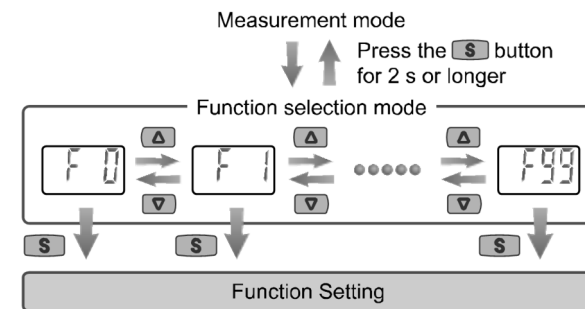 Measurement mode
Press the S button
for 2 s or longer
Function selection mode
F 0 F 1 F99
S S S
Function Setting